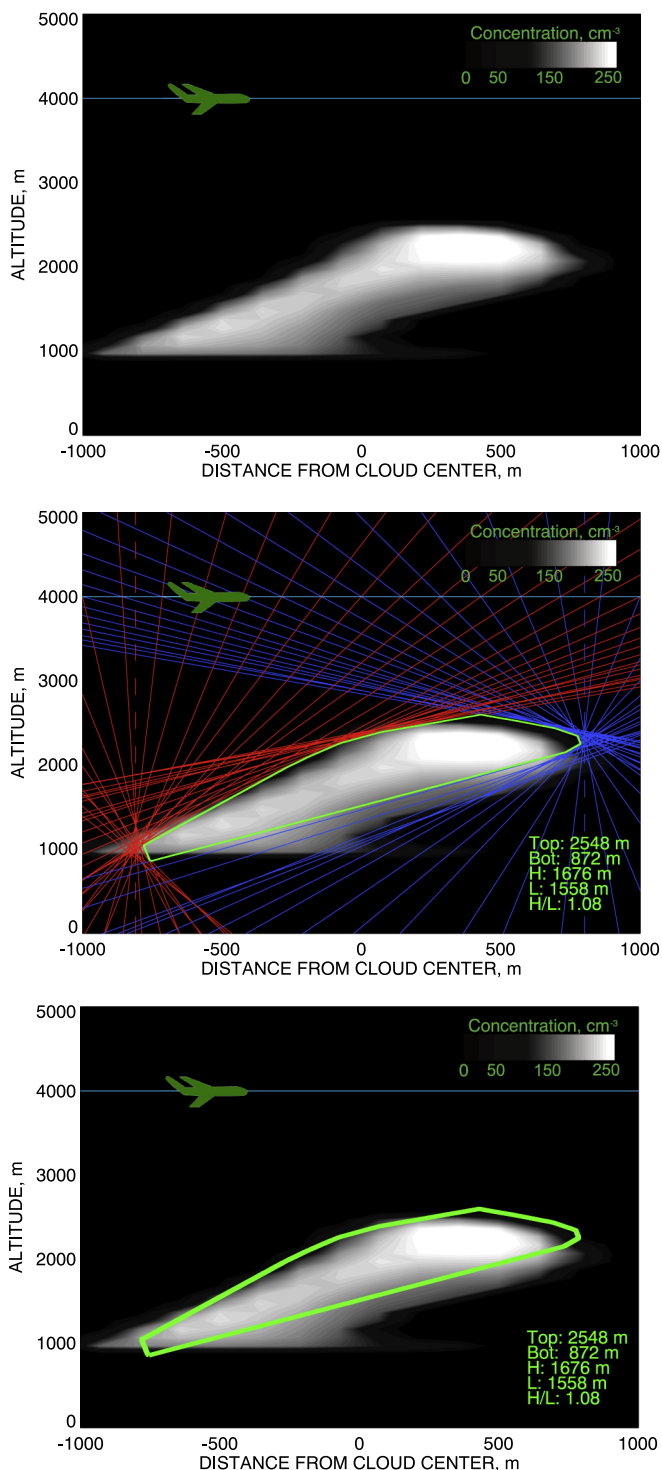 5000
Concentration, cm-3
0 50 150 250
4000
3000
ALTITUDE, m
2000
1000
0
-1000 -500 0 500 1000
DISTANCE FROM CLOUD CENTER, m
5000
Concentration, cm-3
0 50 150 250
4000
3000
ALTITUDE, m
2000
1000
Top: 2548 m
Bot: 872 m
H: 1676 m
L: 1558 m
H/L: 1.08
0
-1000 -500 0 500 1000
DISTANCE FROM CLOUD CENTER, m
5000
Concentration, cm-3
0 50 150 250
4000
3000
ALTITUDE, m
2000
1000
Top: 2548 m
Bot: 872 m
H: 1676 m
L: 1558 m
H/L: 1.08
0
-1000 -500 0 500 1000
DISTANCE FROM CLOUD CENTER, m